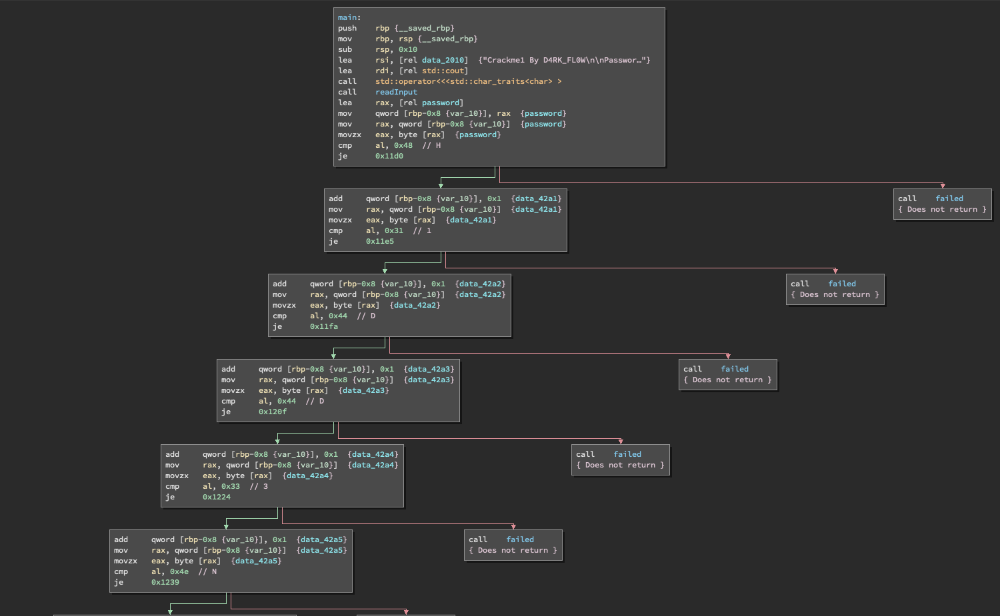 main:
push rbp {__saved_rbp}
mov rbp, rsp {__saved_rbp}
sub rsp, 0x10
lea rsi, [rel data_2010] {"Crackme1 By D4RK_FL0W\n\nPasswor…"}
lea rdi, [rel std::cout]
call std::operator<<<std::char_traits<char> >
call readInput
lea rax, [rel password]
mov qword [rbp-0x8 {var_10}], rax {password}
mov rax, qword [rbp-0x8 {var_10}] {password}
movzx eax, byte [rax] {password}
cmp al, 0x48 // H
je 0x11d0
add qword [rbp-0x8 {var_10}], 0x1 {data_42a1}
mov rax, qword [rbp-0x8 {var_10}] {data_42a1}
movzx eax, byte [rax] {data_42a1}
cmp al, 0x31 // 1
je 0x11e5
call failed
{ Does not return }
add qword [rbp-0x8 {var_10}], 0x1 {data_42a2}
mov rax, qword [rbp-0x8 {var_10}] {data_42a2}
movzx eax, byte [rax] {data_42a2}
cmp al, 0x44 // D
je 0x11fa
call failed
{ Does not return }
add qword [rbp-0x8 {var_10}], 0x1 {data_42a3}
mov rax, qword [rbp-0x8 {var_10}] {data_42a3}
movzx eax, byte [rax] {data_42a3}
cmp al, 0x44 // D
je 0x120f
call failed
{ Does not return }
add qword [rbp-0x8 {var_10}], 0x1 {data_42a4}
mov rax, qword [rbp-0x8 {var_10}] {data_42a4}
movzx eax, byte [rax] {data_42a4}
cmp al, 0x33 // 3
je 0x1224
call failed
{ Does not return }
add qword [rbp-0x8 {var_10}], 0x1 {data_42a5}
mov rax, qword [rbp-0x8 {var_10}] {data_42a5}
movzx eax, byte [rax] {data_42a5}
cmp al, 0x4e // N
je 0x1239
call failed
{ Does not return }